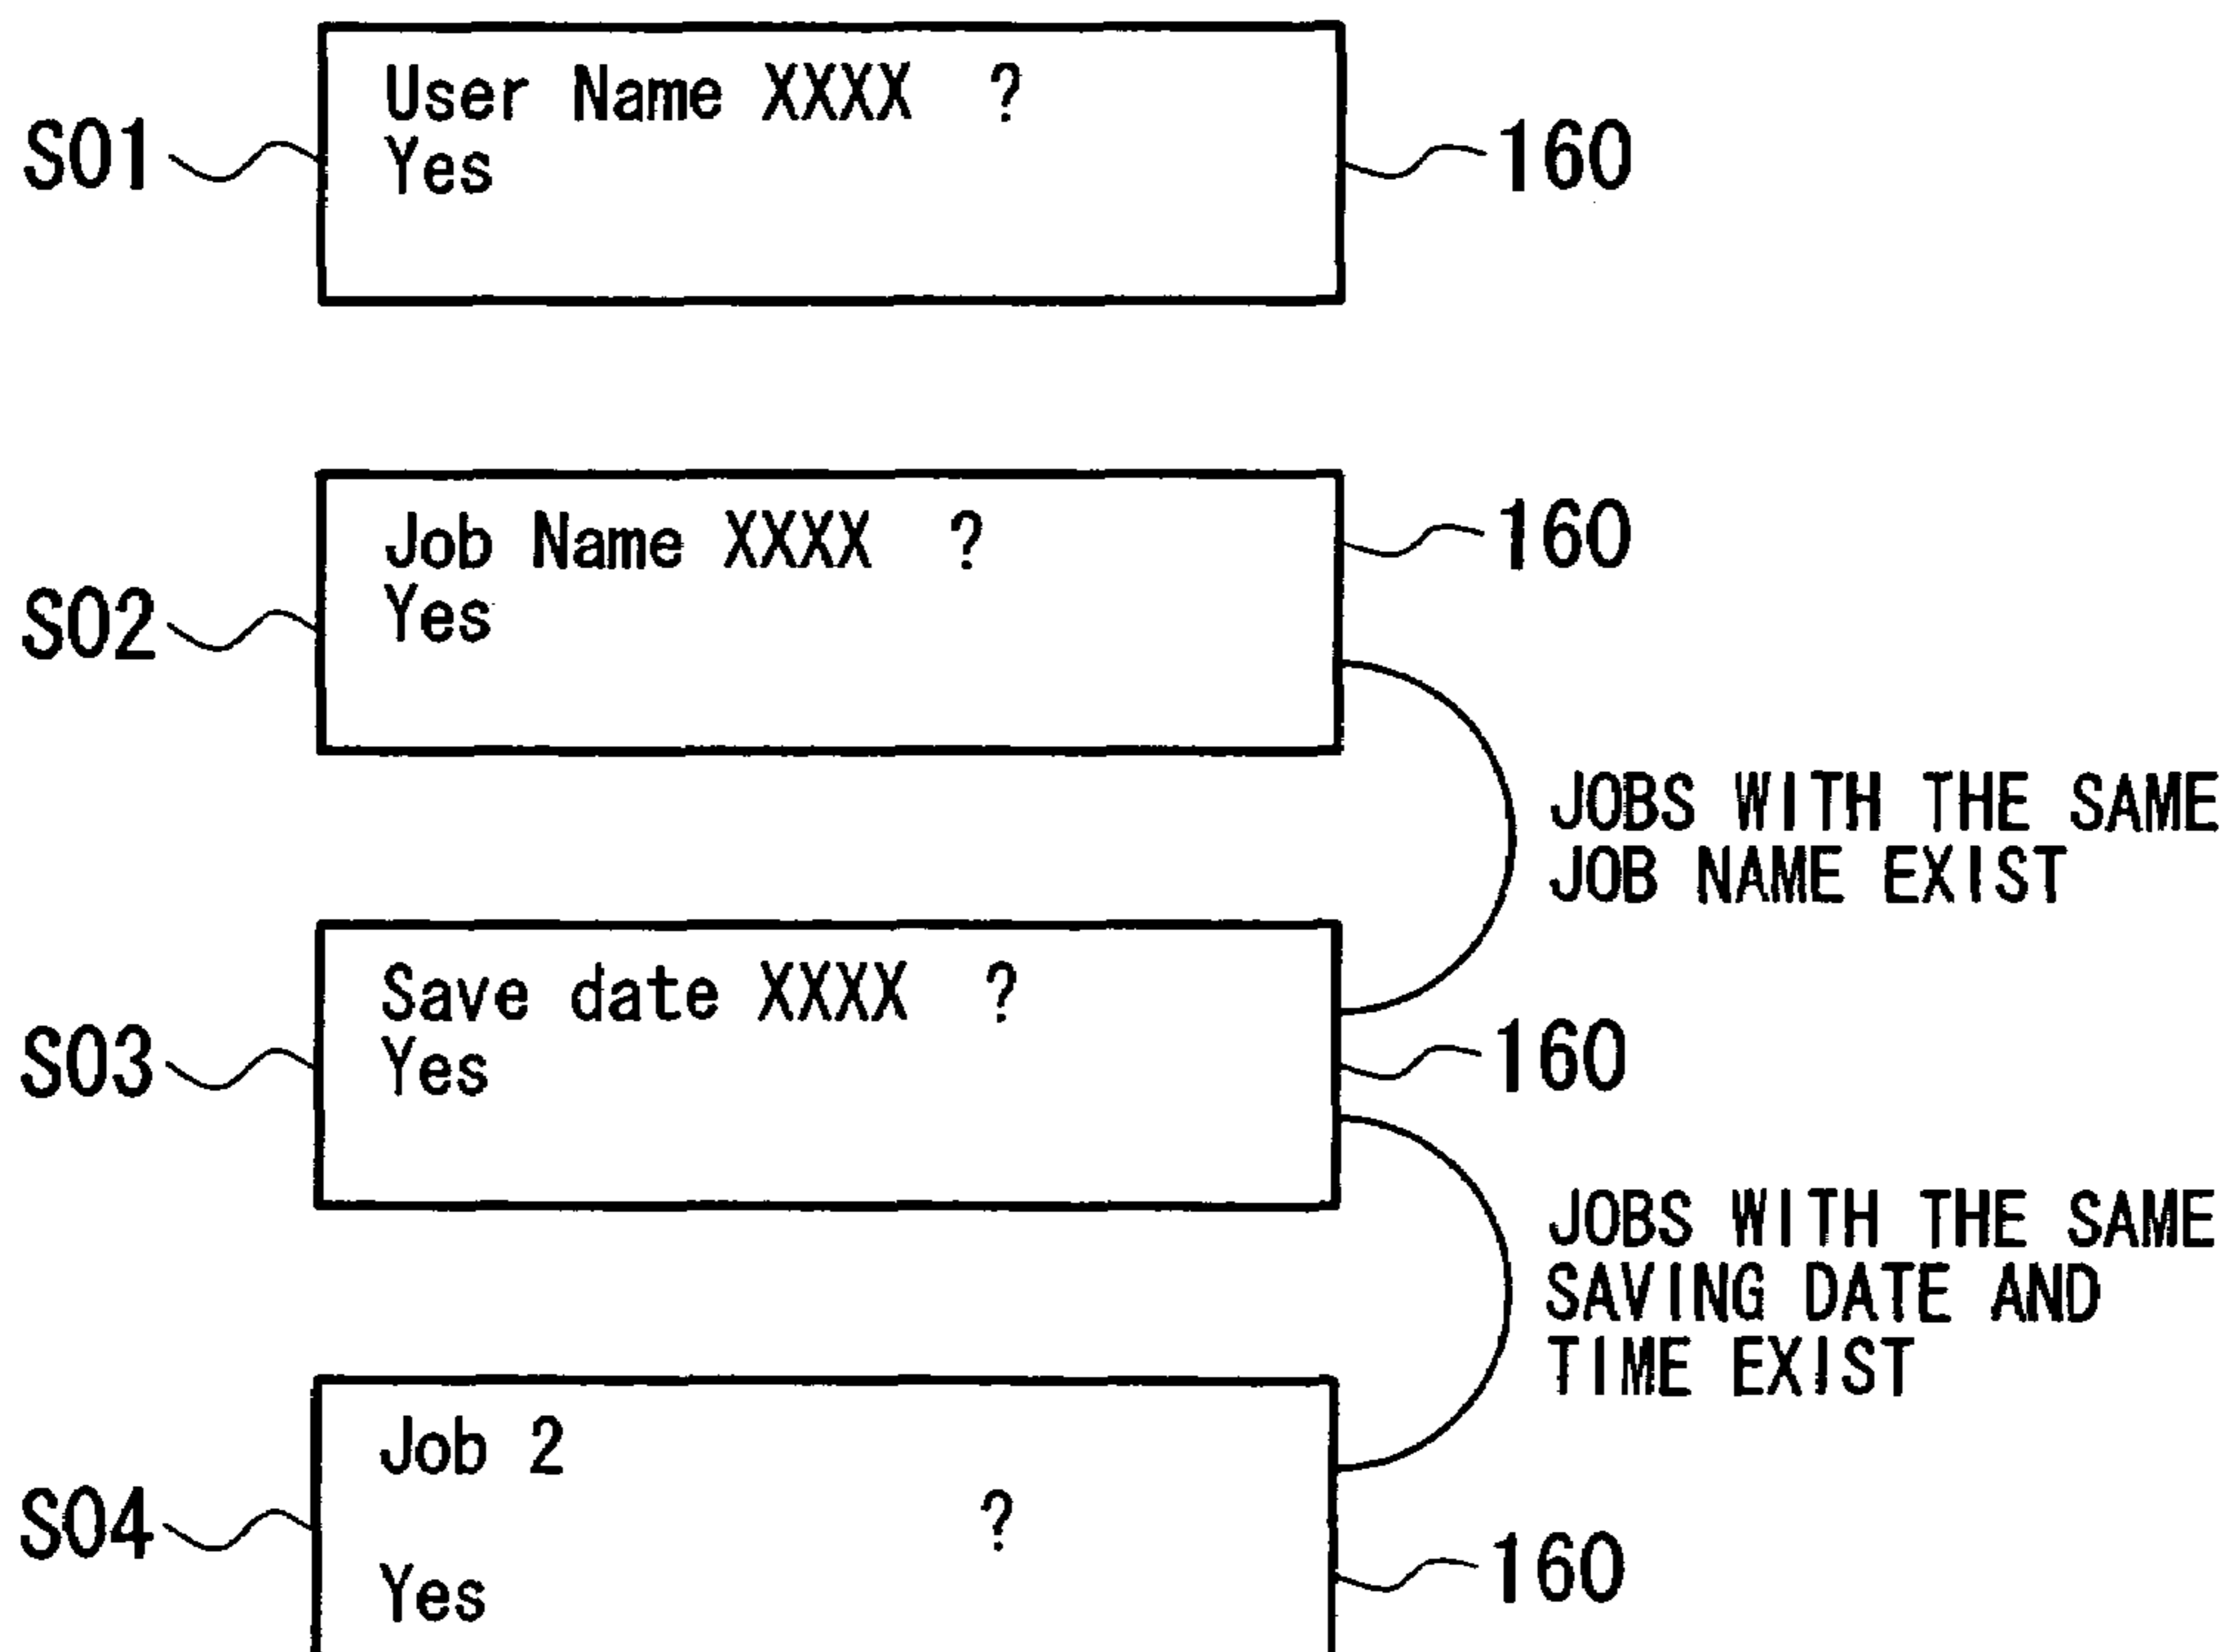 User Name XXXX ?
S01
Yes
160
Job Name XXXX ?
160
S02
Yes
JOBS WITH THE SAME
JOB NAME EXIST
Save date XXXX ?
S03
Yes
160
JOBS WITH THE SAME
SAVING DATE AND
TIME EXIST
Job 2
S04
?
160
Yes